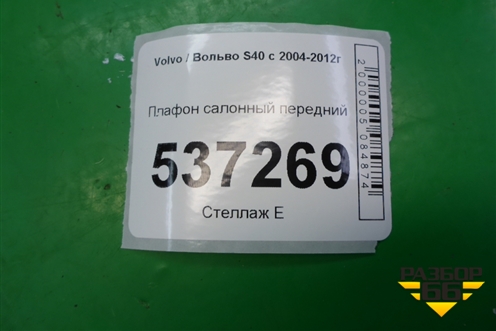 Volvo / Вольво S40 с 2004-2012г
Плафон салонный передний
537269
Стеллаж Е
2000005084874
РАЗБОР
66